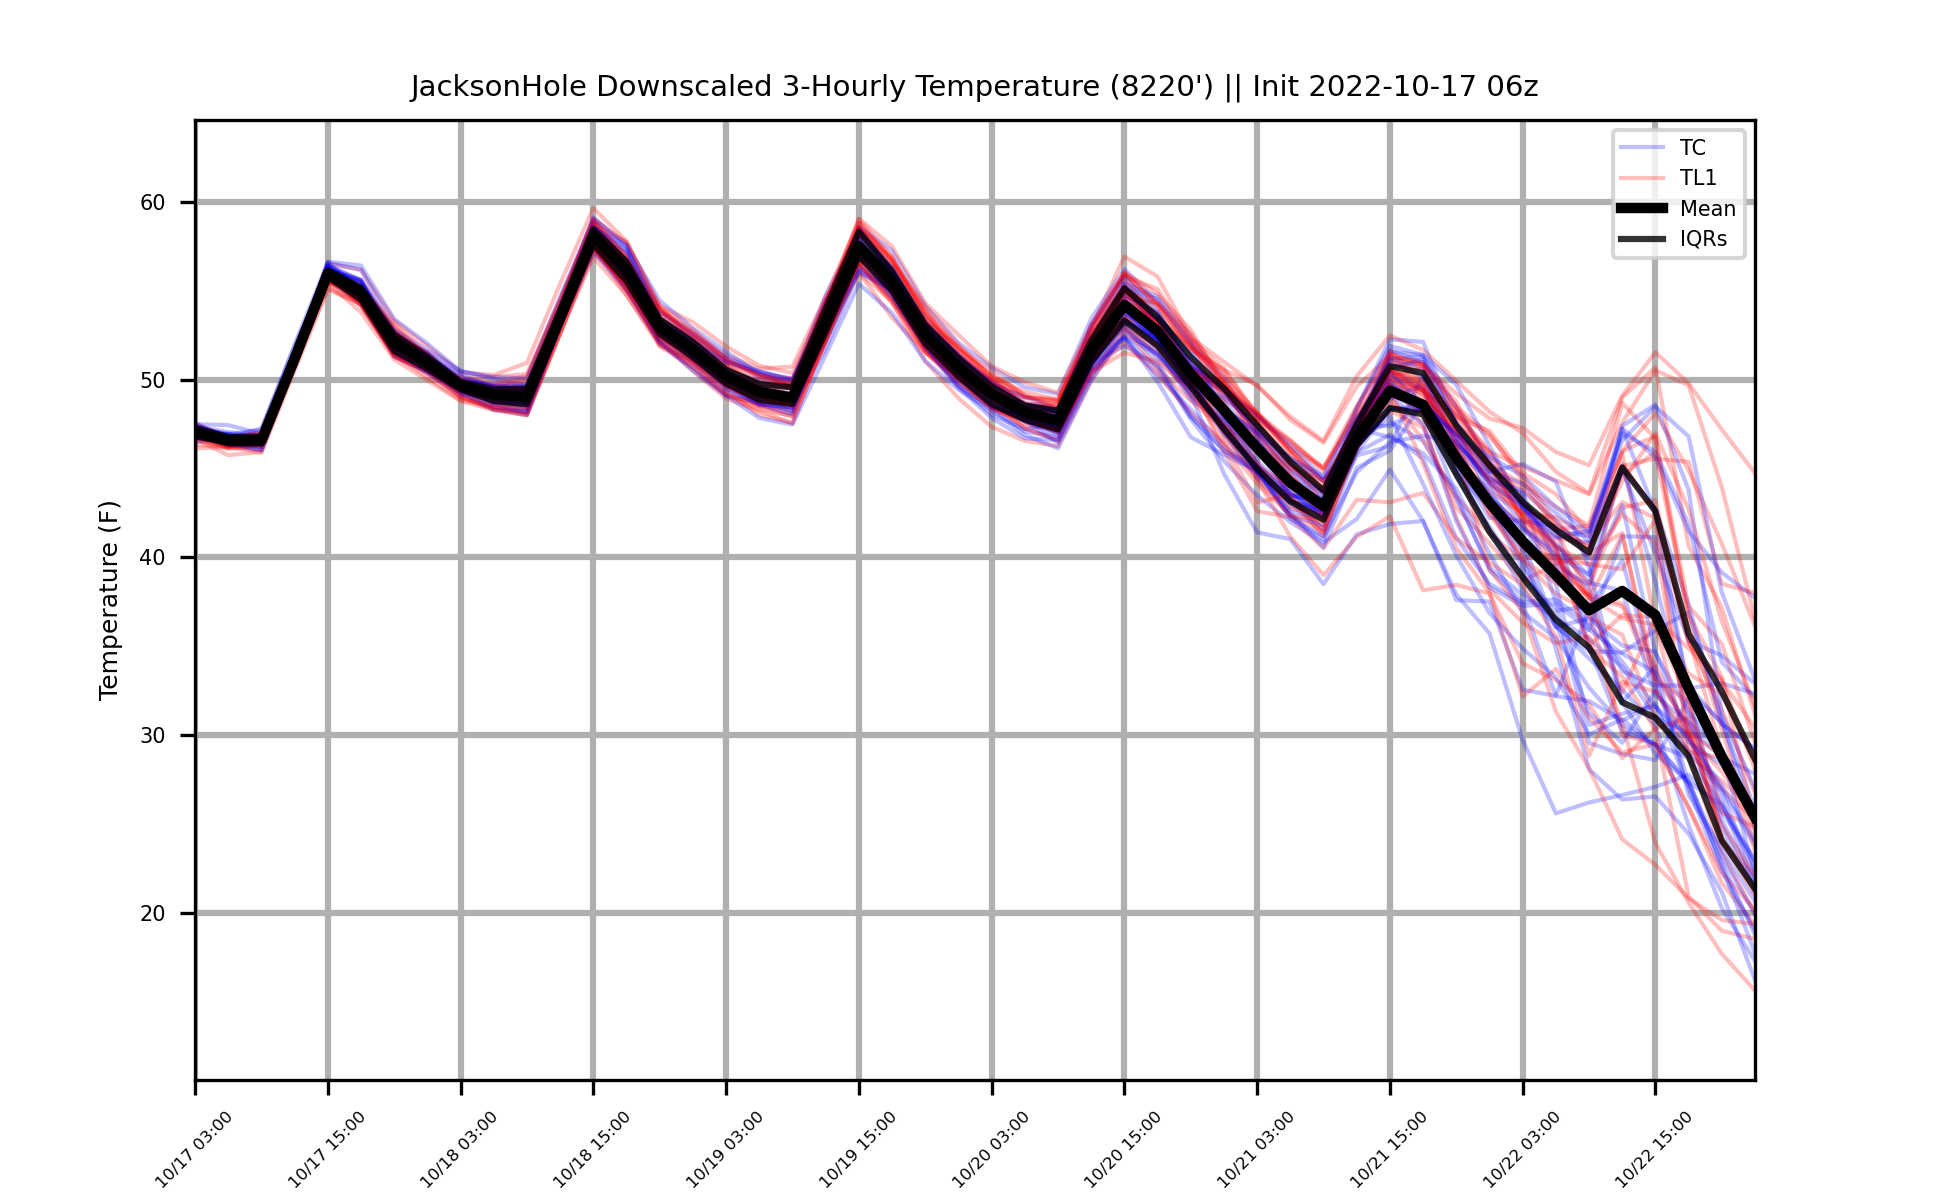 JacksonHole Downscaled 3-Hourly Temperature (8220') || Init 2022-10-17 06z
TC
TL1
Mean
IQRs
Temperature (F)
60
50
40
30
20
10/17 03:00
10/17 15:00
10/18 03:00
10/18 15:00
10/19 03:00
10/19 15:00
10/20 03:00
10/20 15:00
10/21 03:00
10/21 15:00
10/22 03:00
10/22 15:00